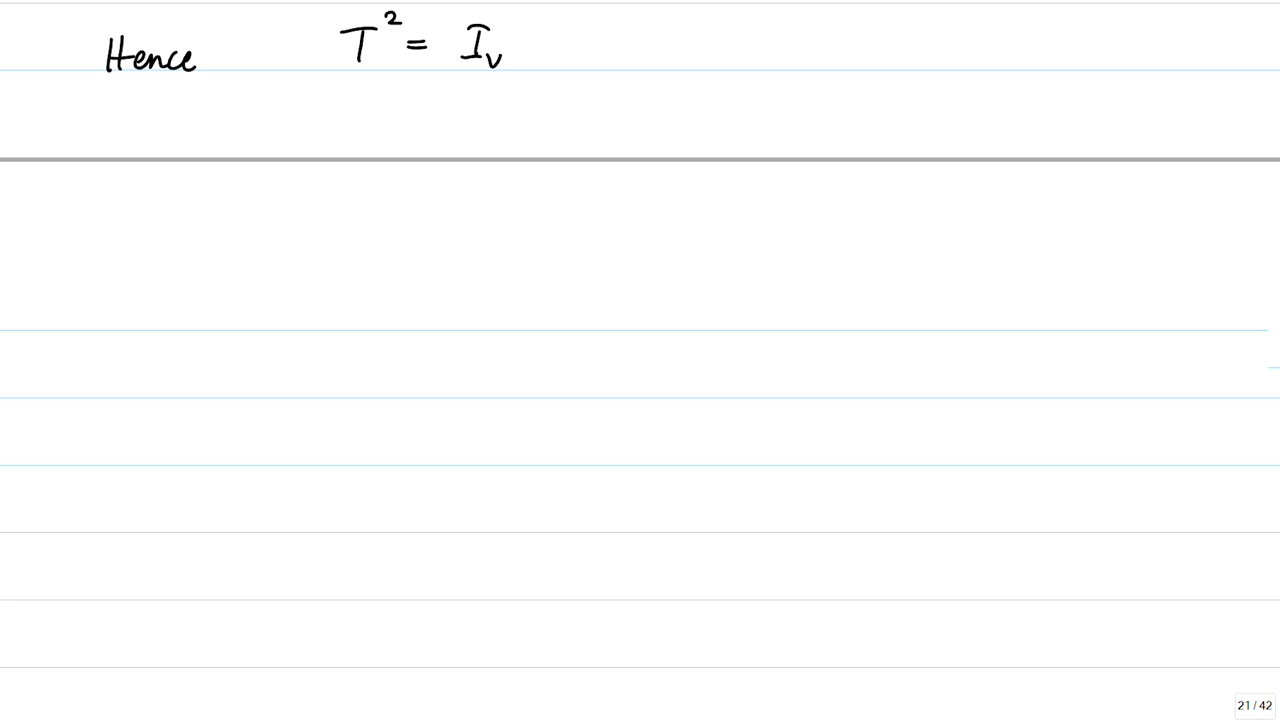 Hence T² = I_V
21 / 42